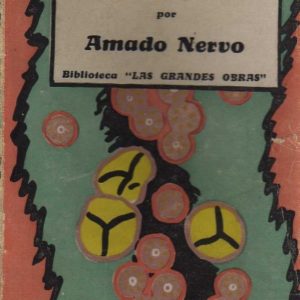 por
Amado Nervo
Biblioteca "LAS GRANDES OBRAS"